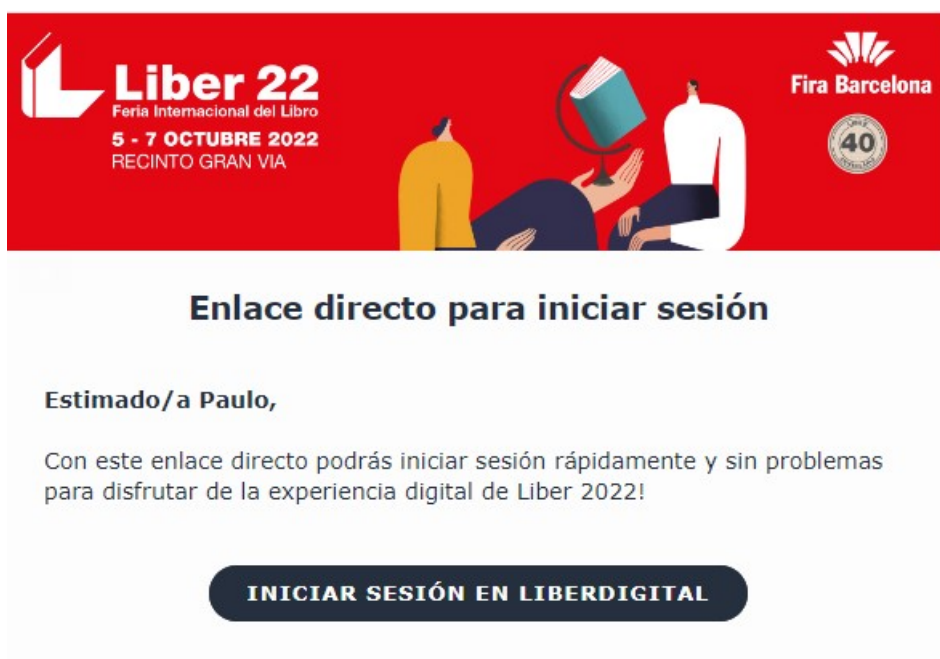 Liber 22
Feria Internacional del Libro
5 - 7 OCTUBRE 2022
RECINTO GRAN VIA
Fira Barcelona
40
Enlace directo para iniciar sesión
Estimado/a Paulo,
Con este enlace directo podrás iniciar sesión rápidamente y sin problemas
para disfrutar de la experiencia digital de Liber 2022!
INICIAR SESIÓN EN LIBERDIGITAL